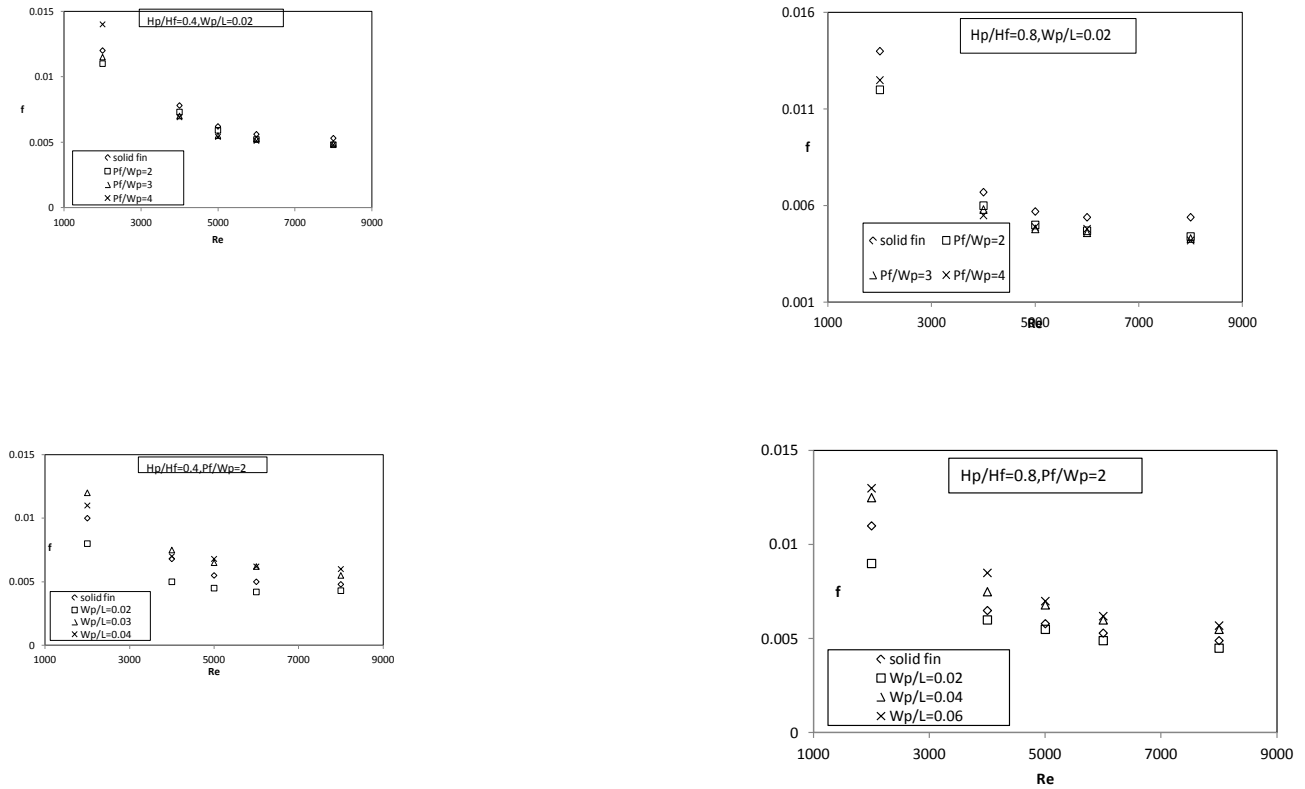 Hp/Hf=0.4,Wp/L=0.02
0.015
0.01
0.005
0
f
solid fin
Pf/Wp=2
Pf/Wp=3
Pf/Wp=4
1000 3000 5000 7000 9000
Re
Hp/Hf=0.8,Wp/L=0.02
0.016
0.011
0.006
0.001
f
solid fin Pf/Wp=2
Pf/Wp=3 Pf/Wp=4
1000 3000 5000 7000 9000
Re
Hp/Hf=0.4,Pf/Wp=2
0.015
0.01
0.005
0
f
solid fin
Wp/L=0.02
Wp/L=0.03
Wp/L=0.04
1000 3000 5000 7000 9000
Re
Hp/Hf=0.8,Pf/Wp=2
0.015
0.01
0.005
0
f
solid fin
Wp/L=0.02
Wp/L=0.04
Wp/L=0.06
1000 3000 5000 7000 9000
Re